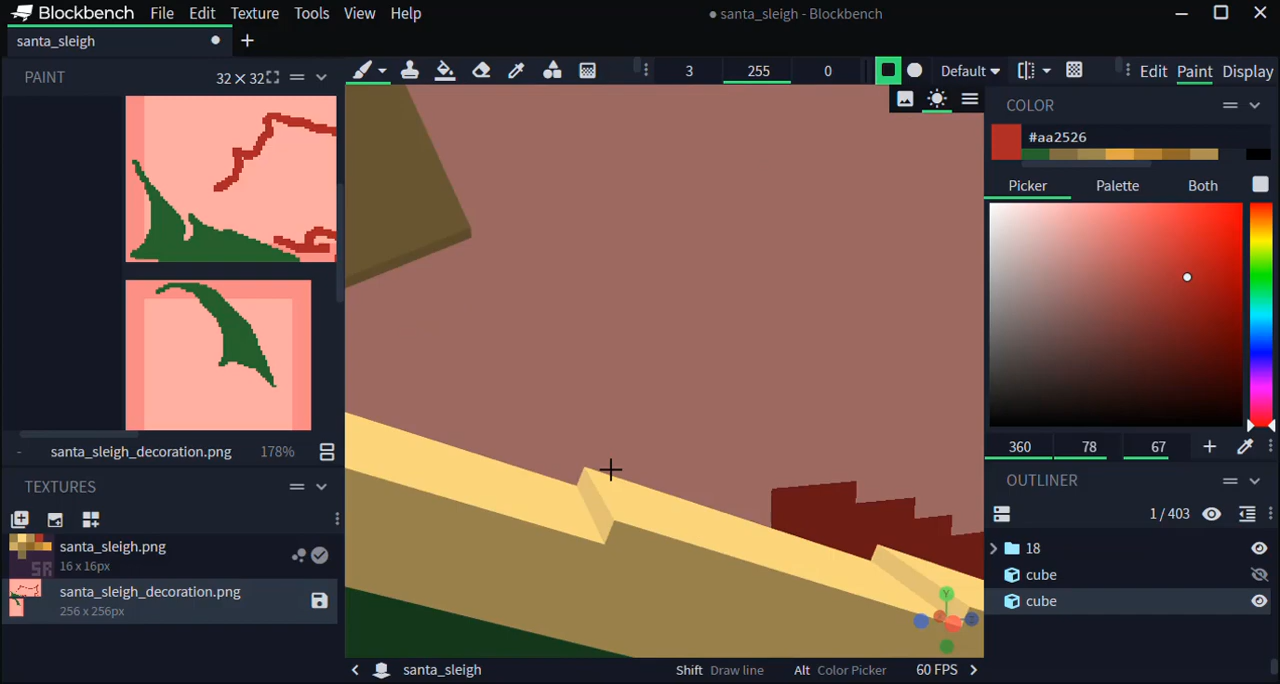 Blockbench File Edit Texture Tools View Help santa_sleigh - Blockbench
santa_sleigh
PAINT 32 × 32
3 255 0 Default Edit Paint Display
COLOR
#aa2526
Picker Palette Both
santa_sleigh_decoration.png 178%
360 78 67
TEXTURES
OUTLINER
1 / 403
santa_sleigh.png
16 x 16px
SR
santa_sleigh_decoration.png
256 x 256px
18
cube
cube
Y
santa_sleigh Shift Draw line Alt Color Picker 60 FPS